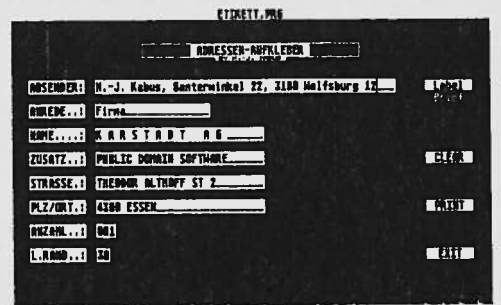 ETIKETT.PRG
ADRESSEN-AUFKLEBER
ABSENDER: H.-J. Kabus, Santerwinkel 22, 3180 Wolfsburg 12 Label
ANREDE..: Firma
NAME....: K A R S T A D T  A G
ZUSATZ..: PUBLIC DOMAIN SOFTWARE CLEAR
STRASSE.: THEODOR ALTHOFF ST 2
PLZ/ORT.: 4300 ESSEN PRINT
ANZAHL..: 001
L.RAND..: 30 EXIT